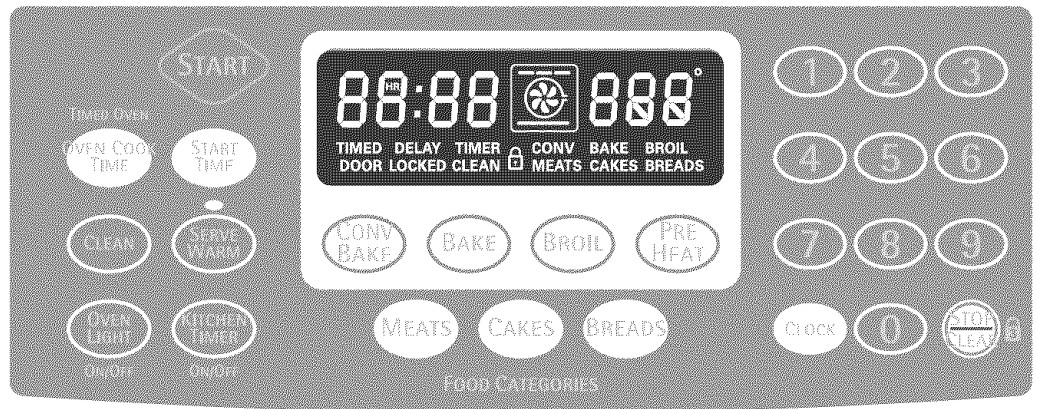 START
TIMED OVEN
OVEN COOK
TIME
START
TIME
CLEAN
SERVE
WARM
OVEN
LIGHT
ON/OFF
KITCHEN
TIMER
ON/OFF
88:88 888°
HR
TIMED DELAY TIMER CONV BAKE BROIL
DOOR LOCKED CLEAN MEATS CAKES BREADS
CONV
BAKE
BAKE
BROIL
PRE
HEAT
MEATS
CAKES
BREADS
FOOD CATEGORIES
1 2 3
4 5 6
7 8 9
CLOCK
0
STOP
CLEAR